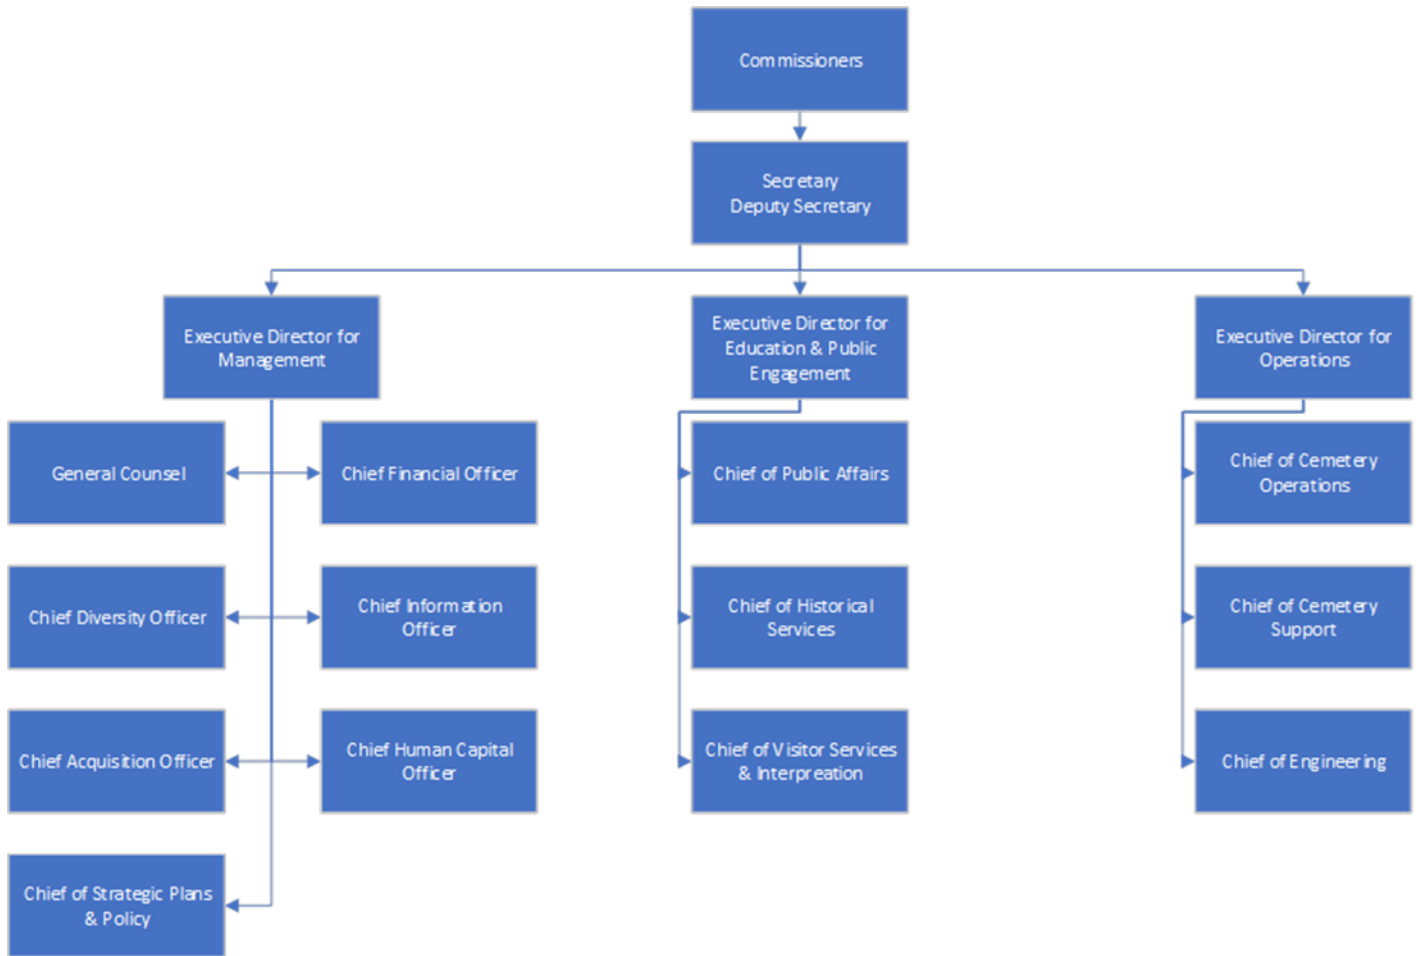 Commissioners
Secretary
Deputy Secretary
Executive Director for
Management
Executive Director for
Education & Public
Engagement
Executive Director for
Operations
General Counsel
Chief Financial Officer
Chief of Public Affairs
Chief of Cemetery
Operations
Chief Diversity Officer
Chief Information
Officer
Chief of Historical
Services
Chief of Cemetery
Support
Chief Acquisition Officer
Chief Human Capital
Officer
Chief of Visitor Services
& Interpreation
Chief of Engineering
Chief of Strategic Plans
& Policy